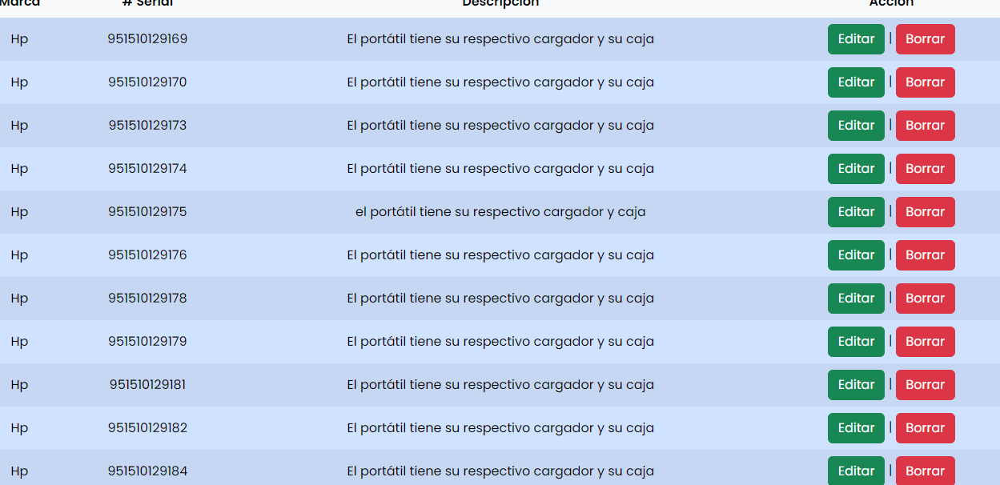 Marca # Serial Descripción Acción
Hp 951510129169 El portátil tiene su respectivo cargador y su caja Editar | Borrar
Hp 951510129170 El portátil tiene su respectivo cargador y su caja Editar | Borrar
Hp 951510129173 El portátil tiene su respectivo cargador y su caja Editar | Borrar
Hp 951510129174 El portátil tiene su respectivo cargador y su caja Editar | Borrar
Hp 951510129175 el portátil tiene su respectivo cargador y caja Editar | Borrar
Hp 951510129176 El portátil tiene su respectivo cargador y su caja Editar | Borrar
Hp 951510129178 El portátil tiene su respectivo cargador y su caja Editar | Borrar
Hp 951510129179 El portátil tiene su respectivo cargador y su caja Editar | Borrar
Hp 951510129181 El portátil tiene su respectivo cargador y su caja Editar | Borrar
Hp 951510129182 El portátil tiene su respectivo cargador y su caja Editar | Borrar
Hp 951510129184 El portátil tiene su respectivo cargador y su caja Editar | Borrar